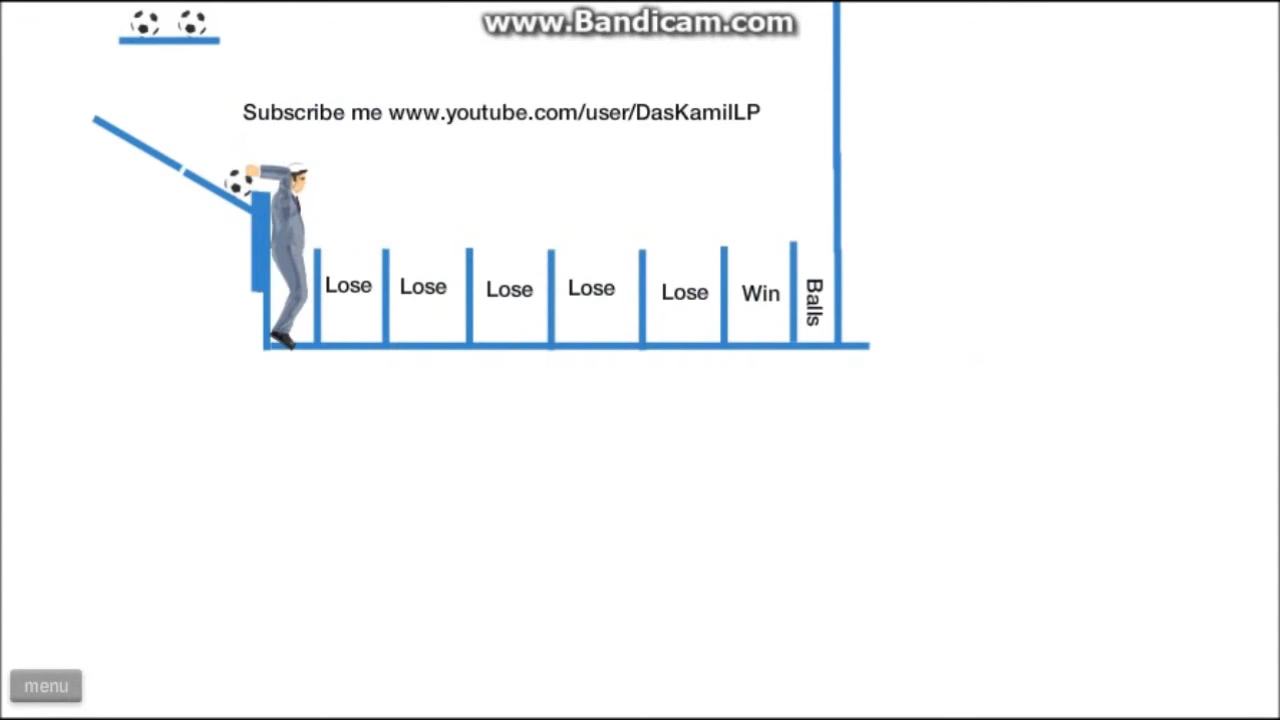 www.Bandicam.com
Subscribe me www.youtube.com/user/DasKamilLP
Lose
Lose
Lose
Lose
Lose
Win
Balls
menu